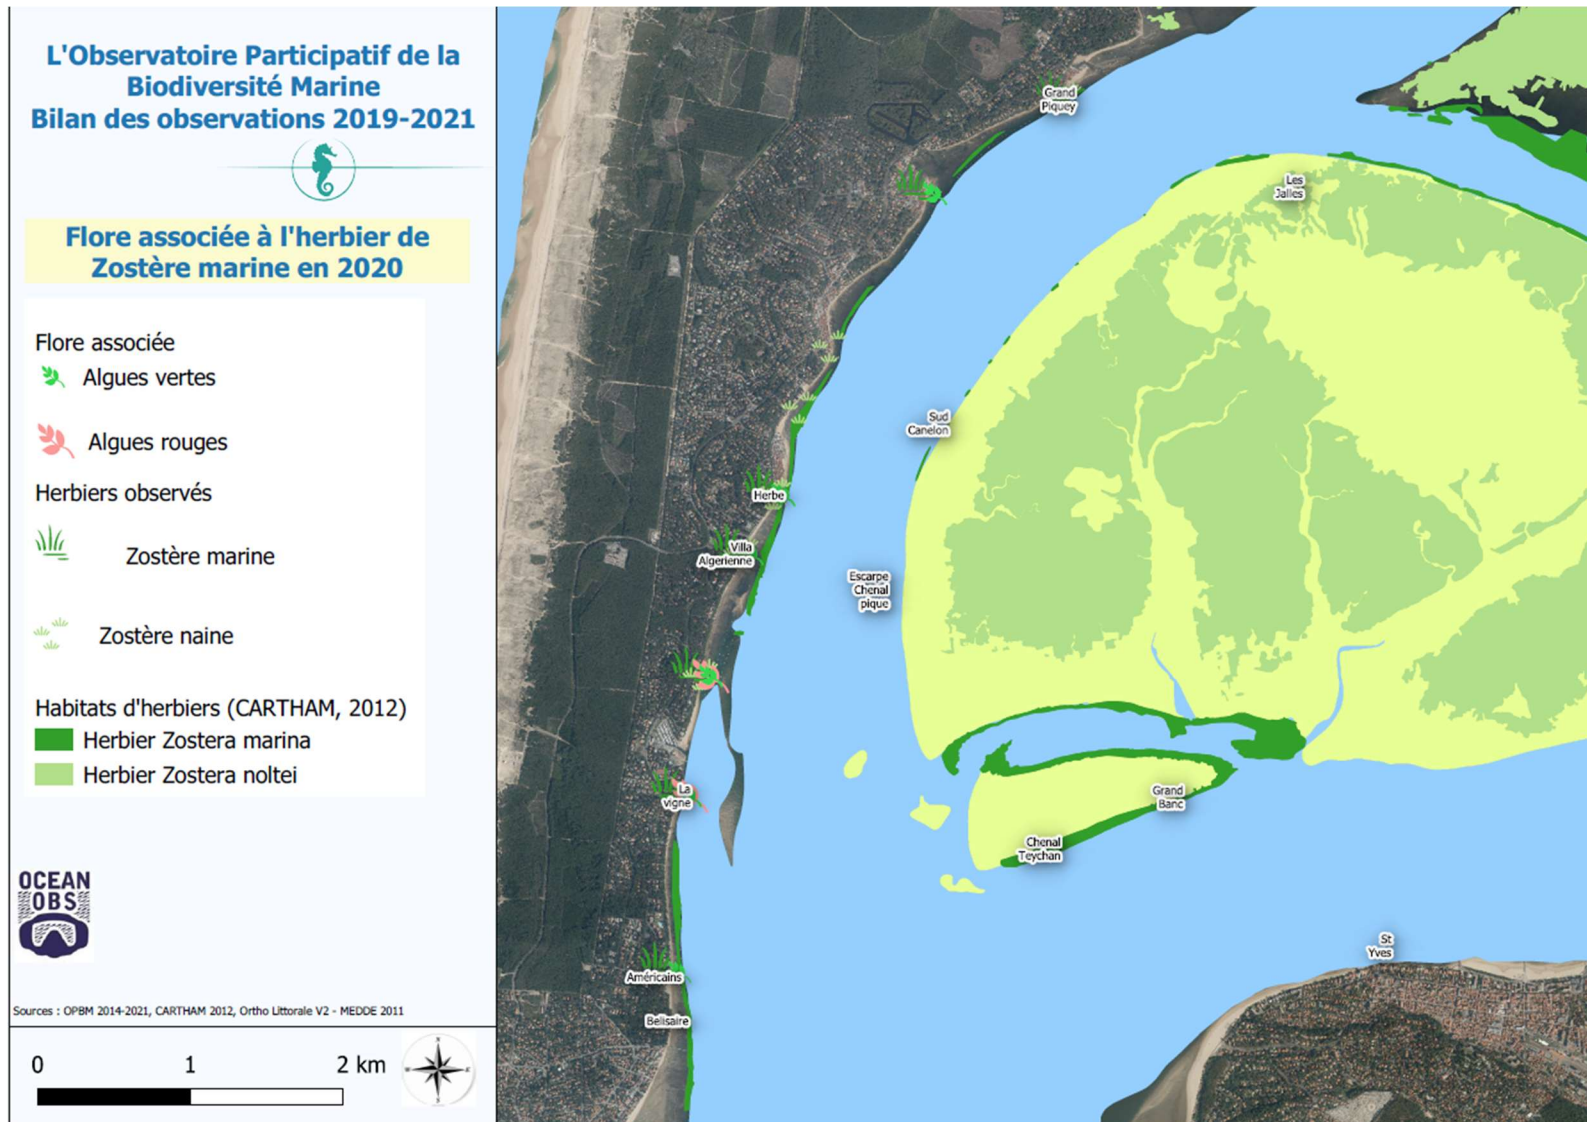 L'Observatoire Participatif de la
Biodiversité Marine
Bilan des observations 2019-2021
Flore associée à l'herbier de
Zostère marine en 2020
Flore associée
Algues vertes
Algues rouges
Herbiers observés
Zostère marine
Zostère naine
Habitats d'herbiers (CARTHAM, 2012)
Herbier Zostera marina
Herbier Zostera noltei
OCEAN
OBS
Sources : OPBM 2014-2021, CARTHAM 2012, Ortho Littorale V2 - MEDDE 2011
0 1 2 km
N
W E
S
Grand
Piquey
Les
Jalles
Sud
Canelon
Herbe
Villa
Algerienne
Escarpe
Chenal
pique
La
vigne
Grand
Banc
Chenal
Teychan
St
Yves
Américains
Belisaire